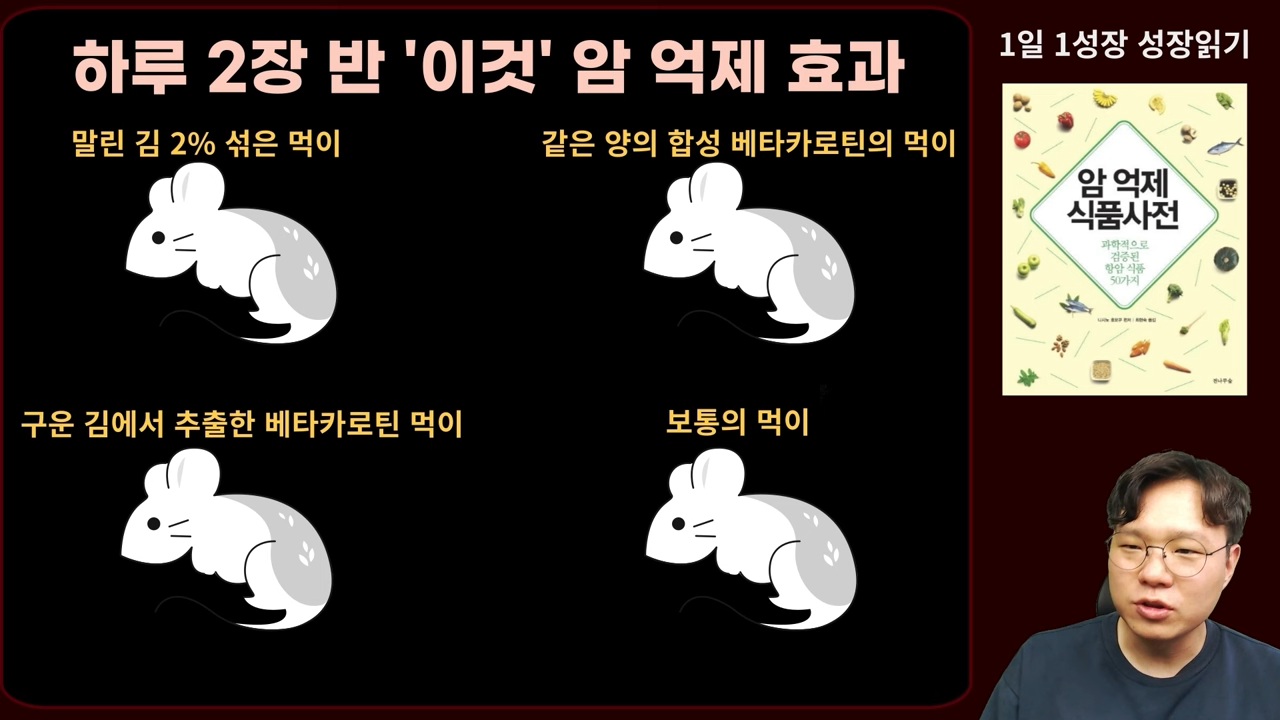 하루 2장 반 '이것' 암 억제 효과
말린 김 2% 섞은 먹이
같은 양의 합성 베타카로틴의 먹이
구운 김에서 추출한 베타카로틴 먹이
보통의 먹이
1일 1성장 성장읽기
암 억제
식품사전
과학적으로
검증된
항암 식품
50가지
전나무숲